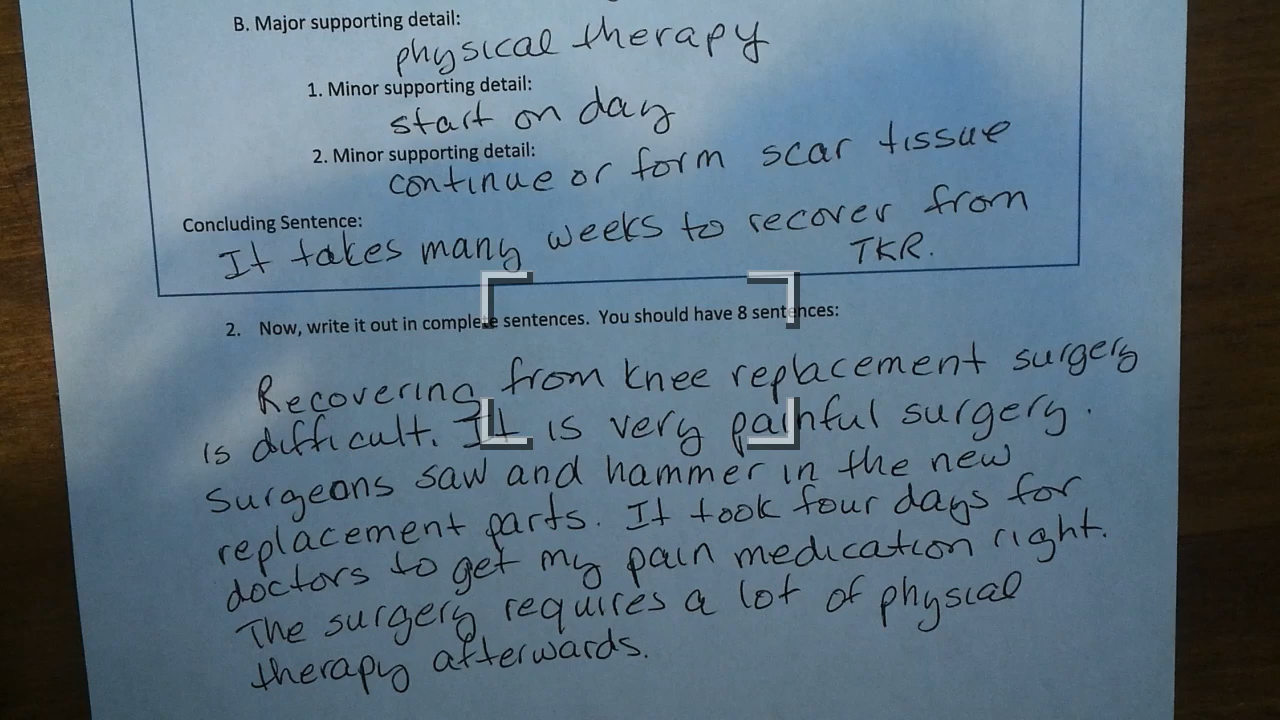 B. Major supporting detail:
physical therapy
1. Minor supporting detail:
start on day
2. Minor supporting detail:
continue or form scar tissue
Concluding Sentence:
It takes many weeks to recover from
TKR.
2. Now, write it out in complete sentences. You should have 8 sentences:
Recovering from knee replacement surgery
is difficult. It is very painful surgery.
Surgeons saw and hammer in the new
replacement parts. It took four days for
doctors to get my pain medication right.
The surgery requires a lot of physical
therapy afterwards.